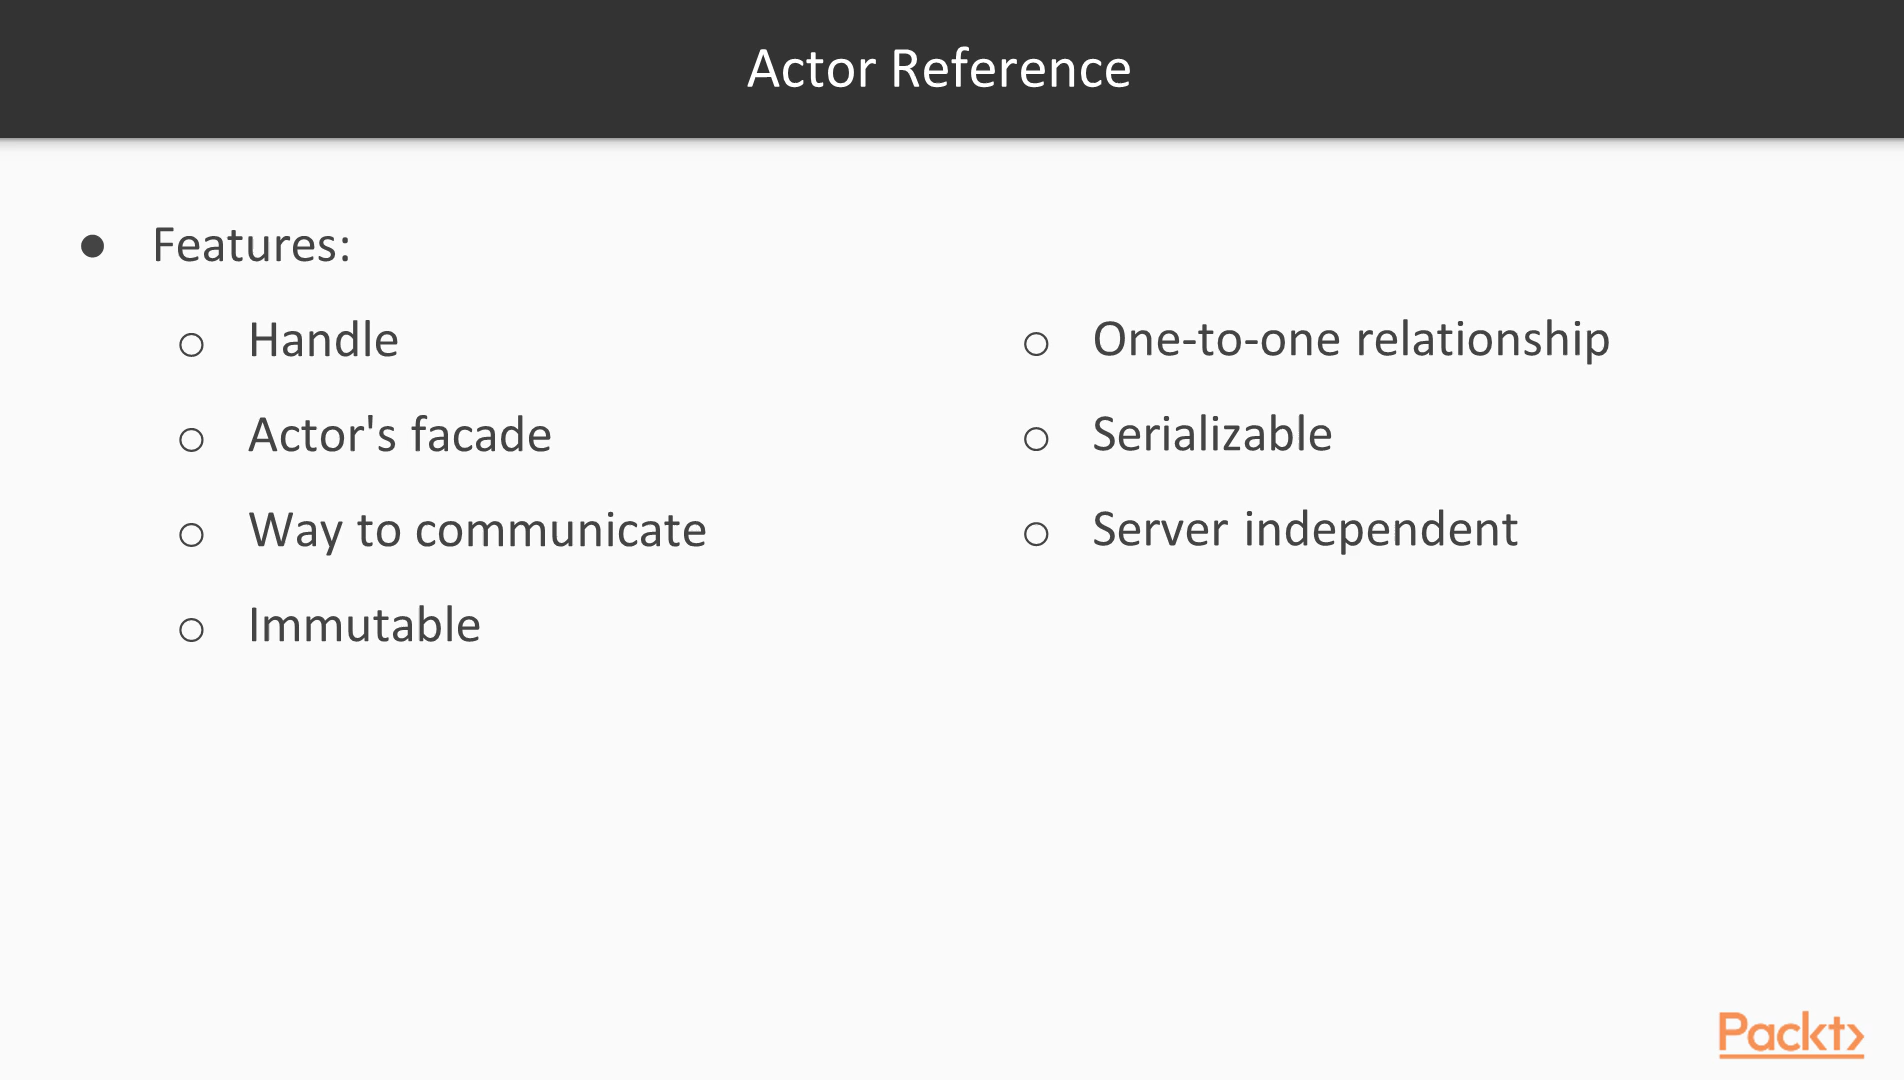 Actor Reference
● Features:
○ Handle
○ Actor's facade
○ Way to communicate
○ Immutable
○ One-to-one relationship
○ Serializable
○ Server independent
Packt>